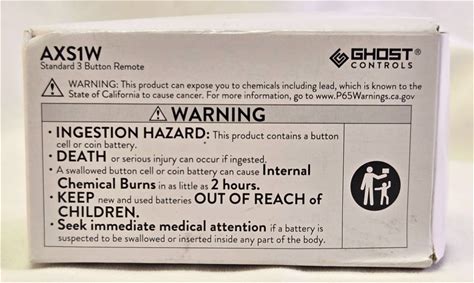 AXS1W
Standard 3 Button Remote
GHOST®
CONTROLS
WARNING: This product can expose you to chemicals including lead, which is known to the
State of California to cause cancer. For more information, go to www.P65Warnings.ca.gov
WARNING
• INGESTION HAZARD: This product contains a button
cell or coin battery.
• DEATH or serious injury can occur if ingested.
• A swallowed button cell or coin battery can cause Internal
Chemical Burns in as little as 2 hours.
• KEEP new and used batteries OUT OF REACH of
CHILDREN.
• Seek immediate medical attention if a battery is
suspected to be swallowed or inserted inside any part of the body.